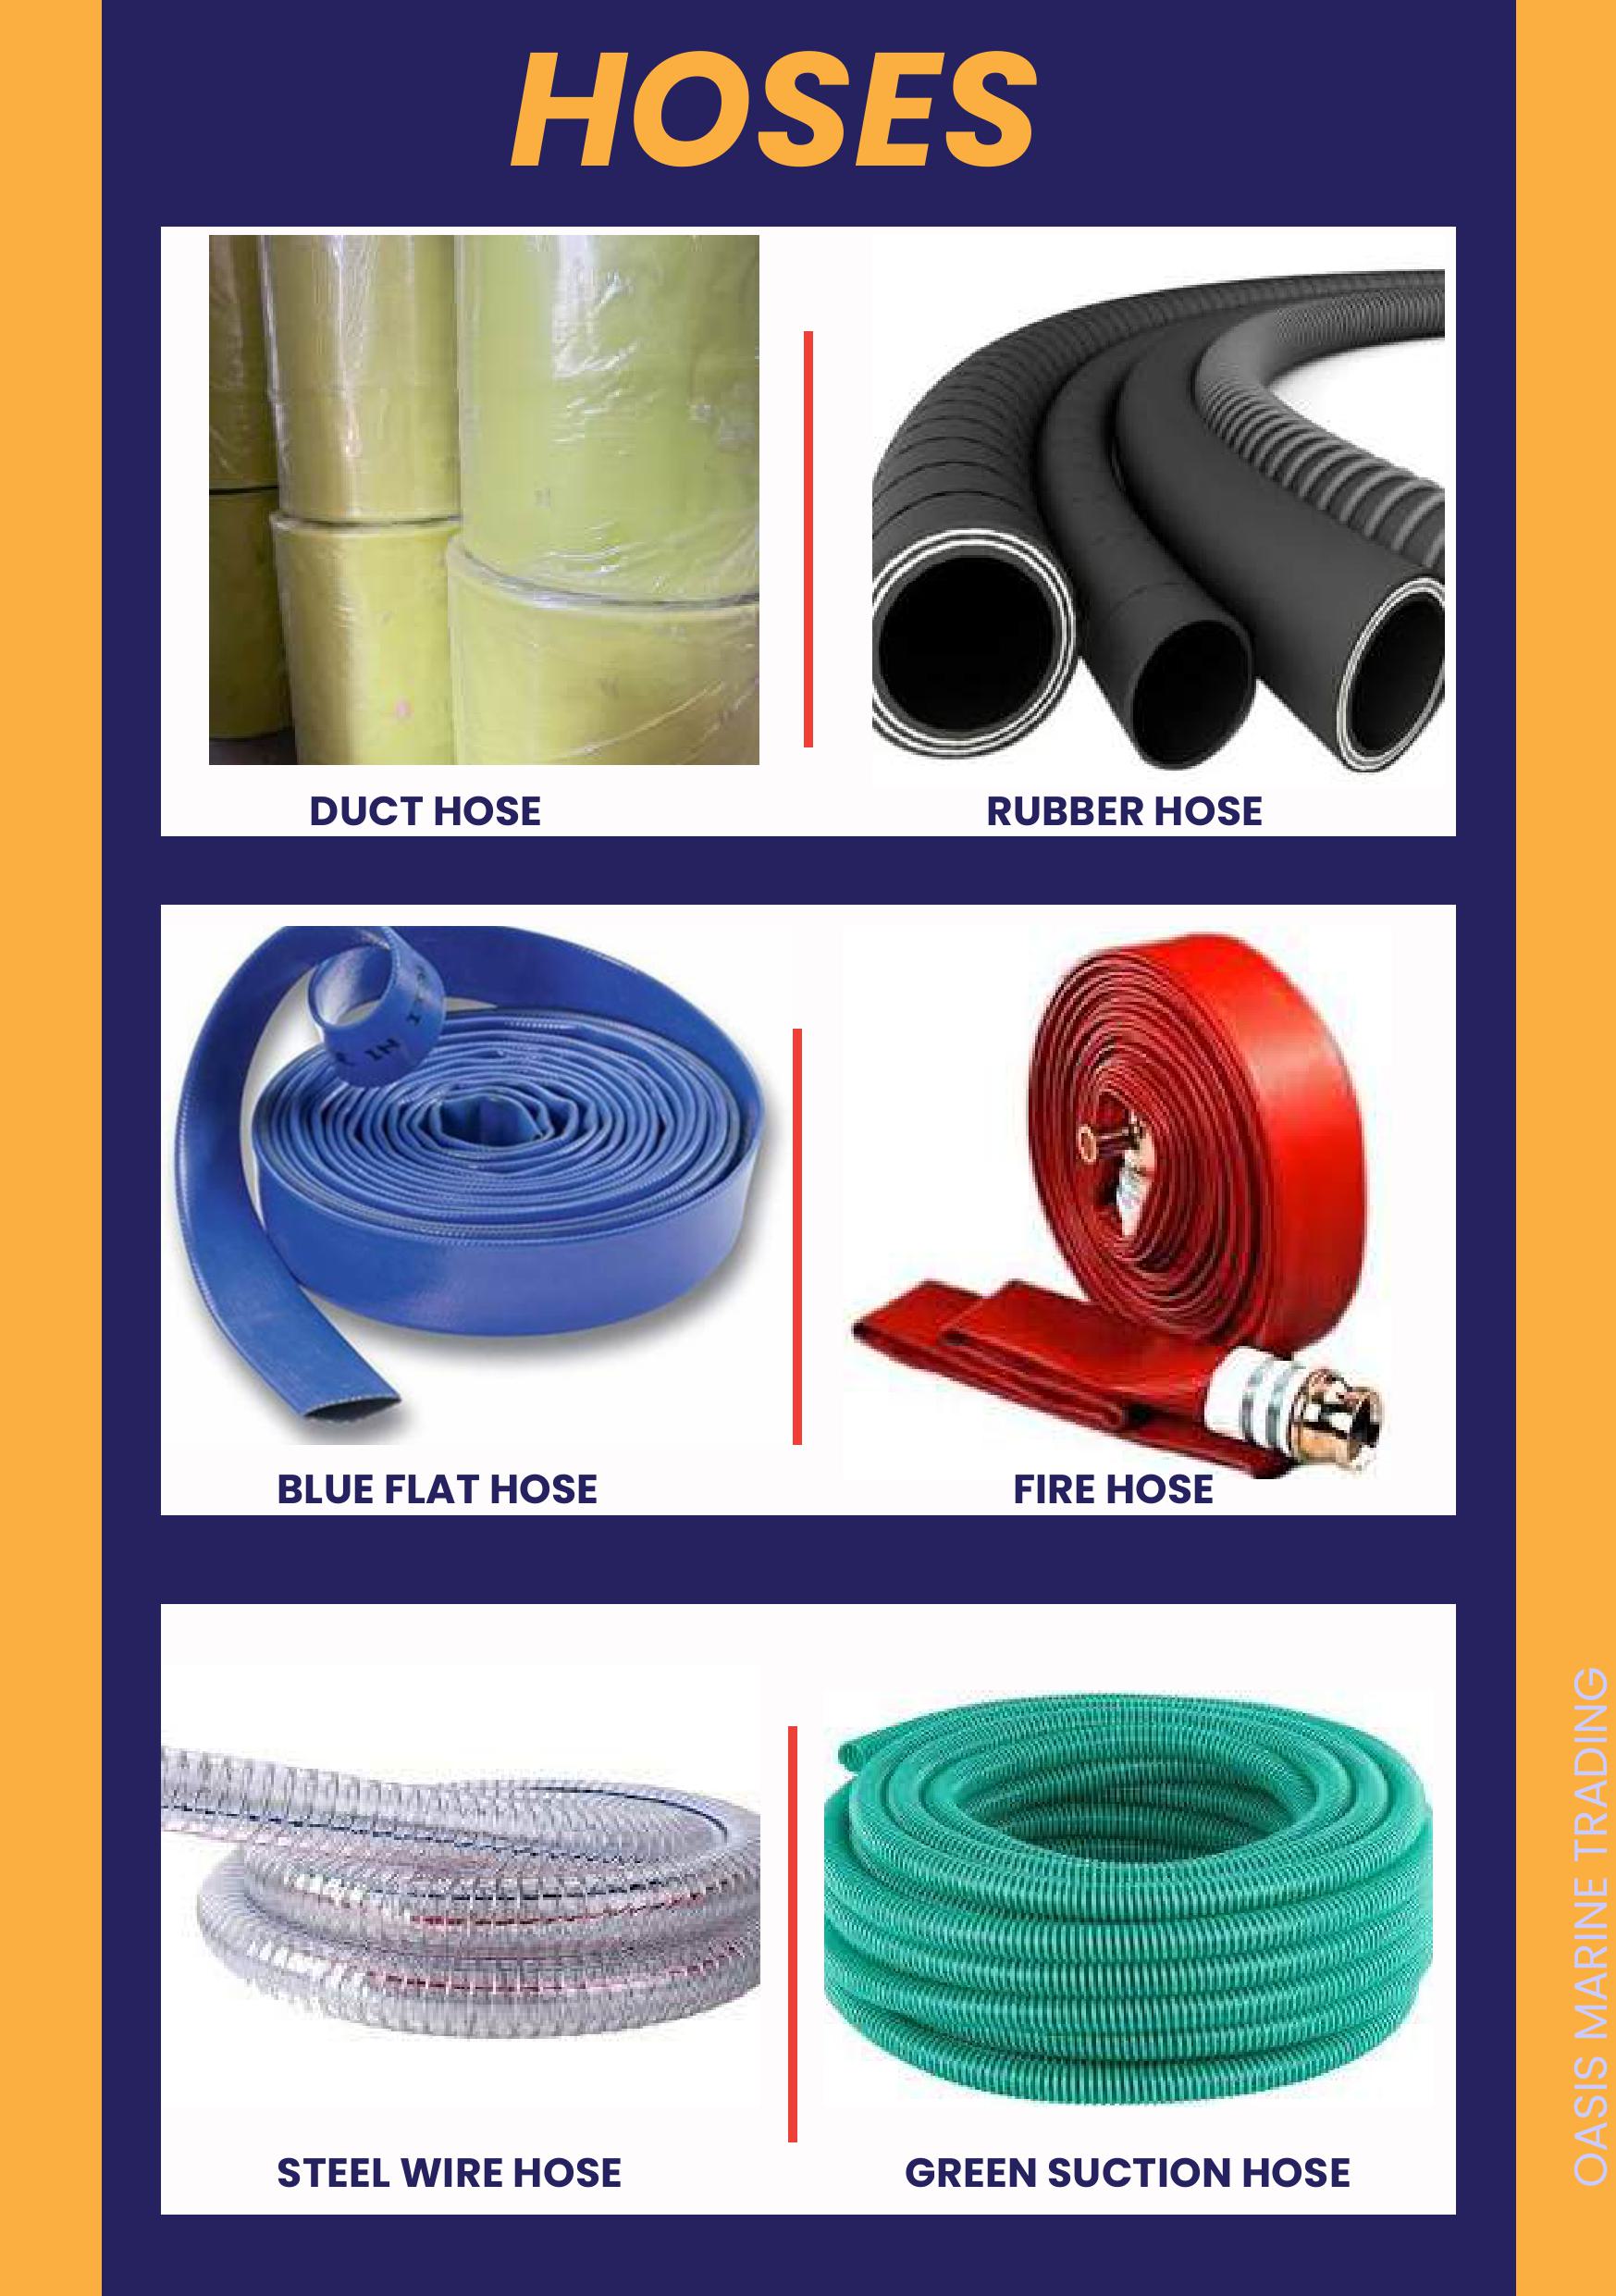 HOSES
DUCT HOSE
RUBBER HOSE
BLUE FLAT HOSE
FIRE HOSE
STEEL WIRE HOSE
GREEN SUCTION HOSE
OASIS MARINE TRADING